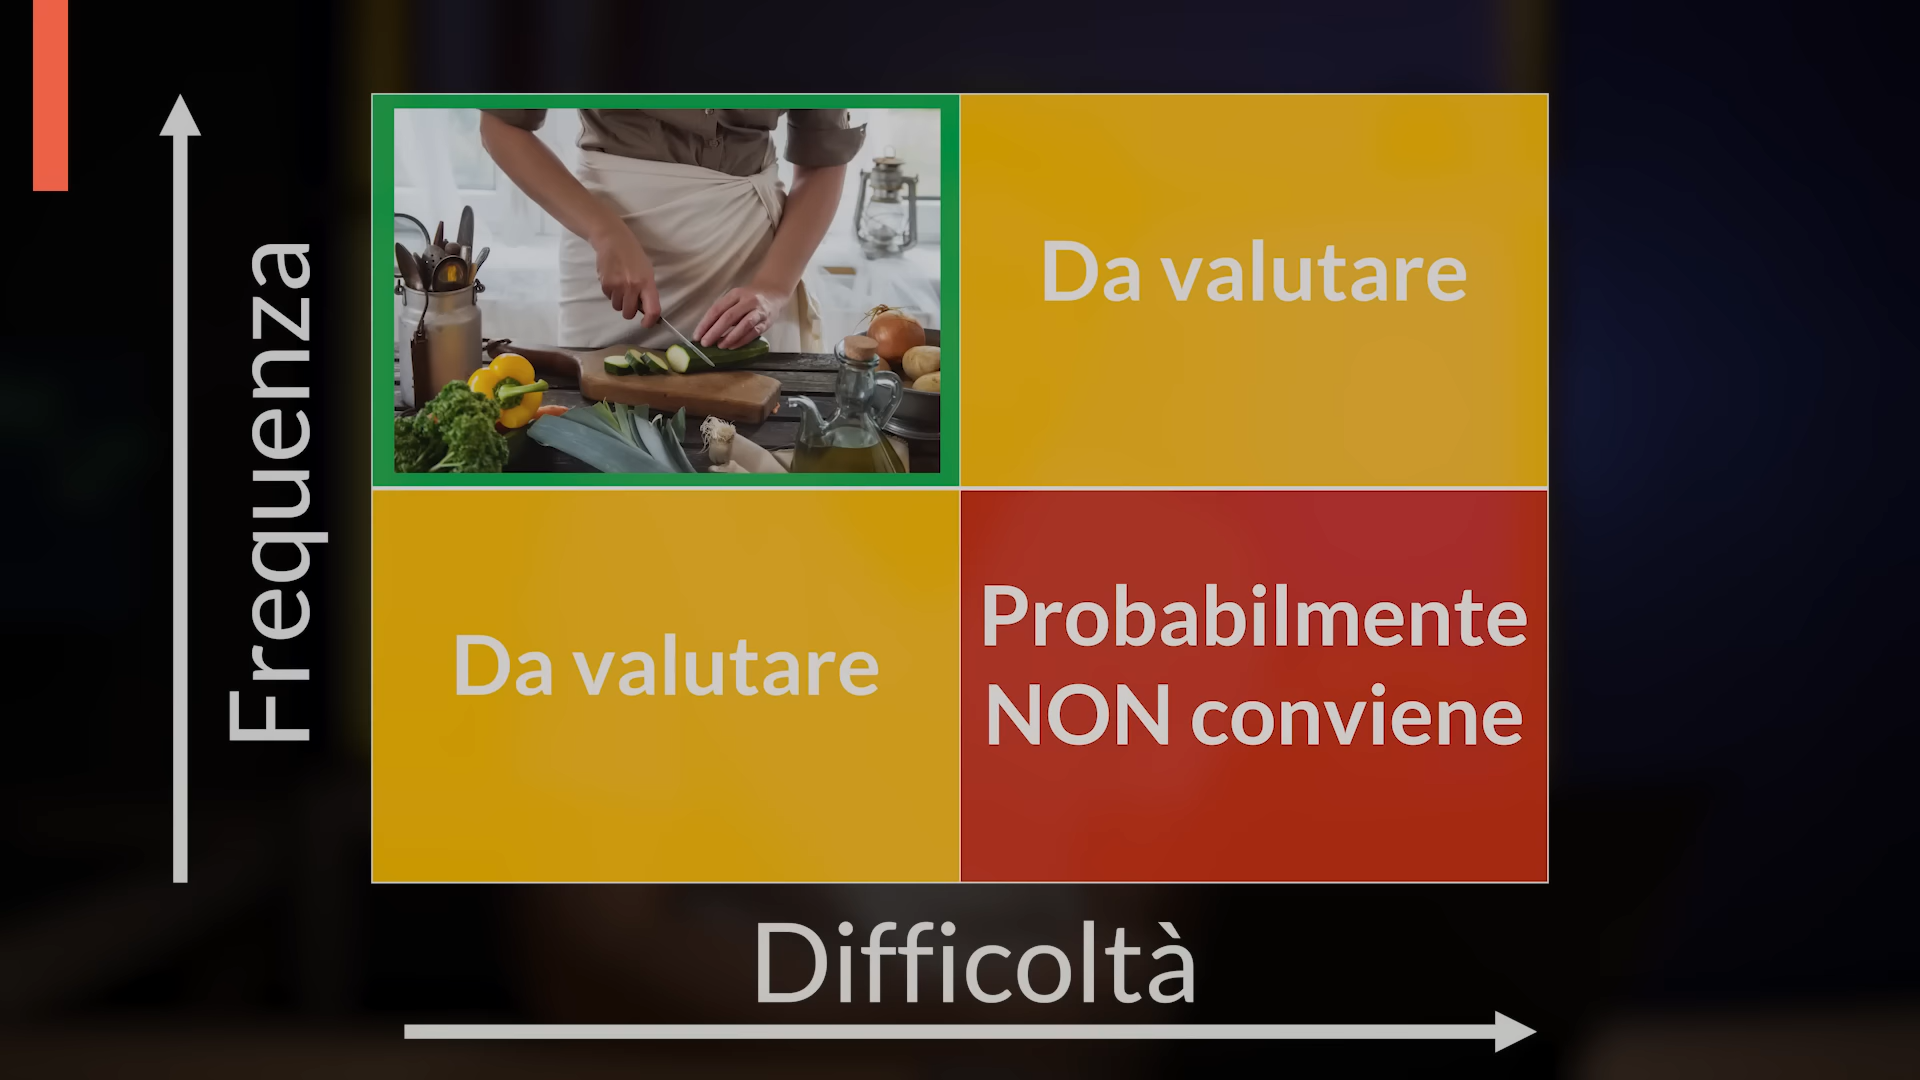 Frequenza
Da valutare
Da valutare
Probabilmente
NON conviene
Difficoltà